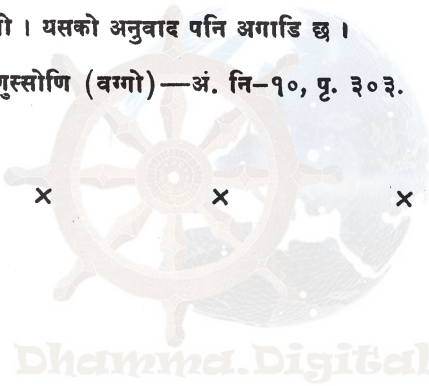 ो । यसको अनुवाद पनि अगाडि छ ।
णुस्सोणि (वग्गो)—अं. नि–१०, पृ. ३०३.
× × ×
Dhamma.Digital